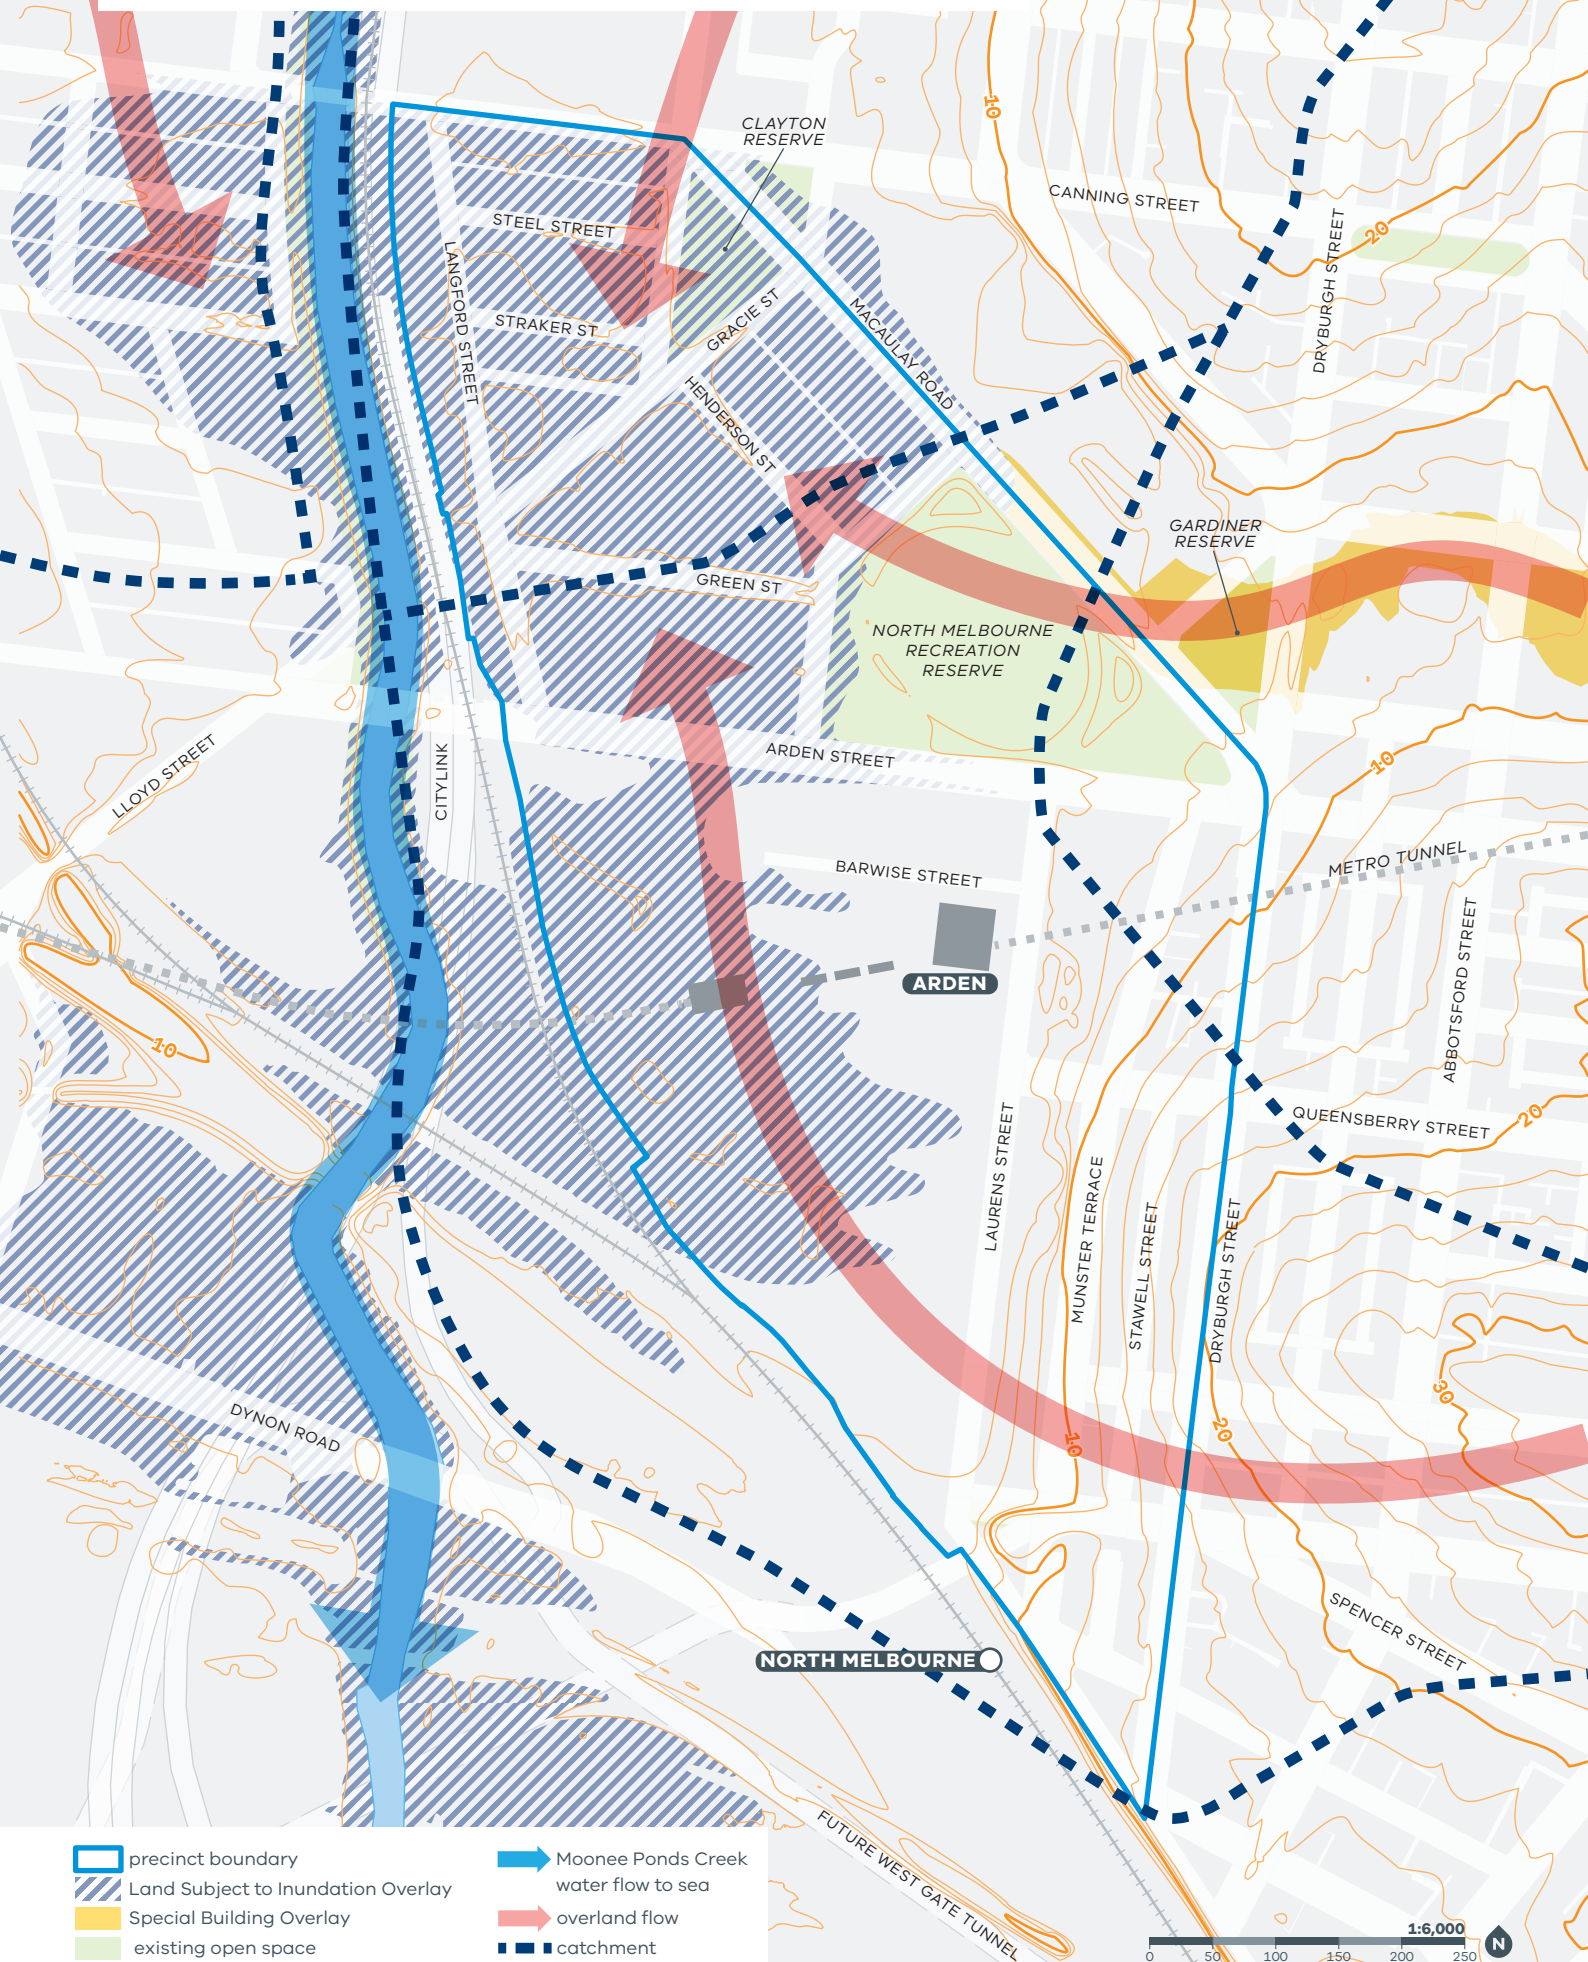 CLAYTON
RESERVE
10
CANNING STREET
20
STEEL STREET
LANGFORD STREET
DRYBURGH STREET
STRAKER ST
GRACIE ST
MACAULAY ROAD
HENDERSON ST
GARDINER
RESERVE
GREEN ST
NORTH MELBOURNE
RECREATION
RESERVE
ARDEN STREET
LLOYD STREET
CITYLINK
10
METRO TUNNEL
BARWISE STREET
ARDEN
ABBOTSFORD STREET
10
QUEENSBERRY STREET
20
LAURENS STREET
MUNSTER TERRACE
STAWELL STREET
DRYBURGH STREET
30
DYNON ROAD
10
20
SPENCER STREET
NORTH MELBOURNE
FUTURE WEST GATE TUNNEL
precinct boundary
Land Subject to Inundation Overlay
Special Building Overlay
existing open space
Moonee Ponds Creek
water flow to sea
overland flow
catchment
1:6,000
N
0 50 100 150 200 250